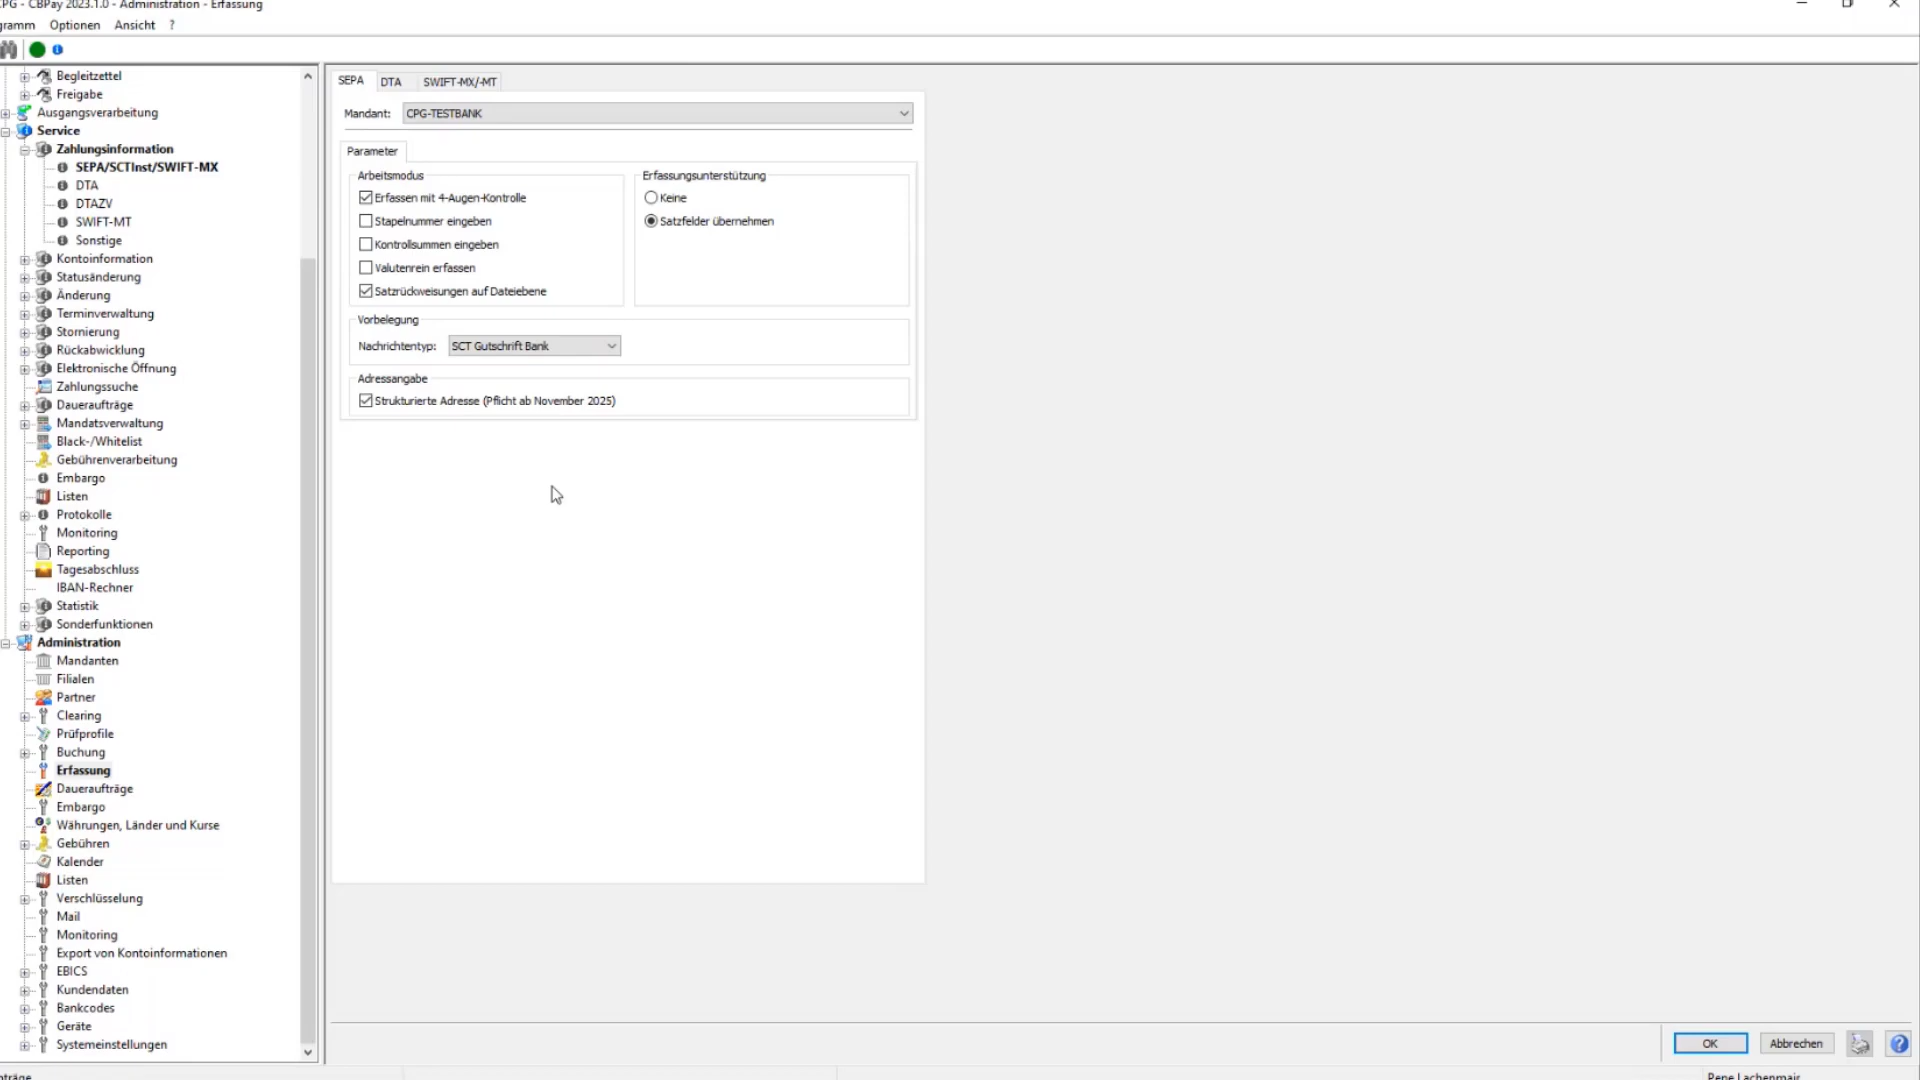 CPG - CBPay 2023.1.0 - Administration - Erfassung
gramm Optionen Ansicht ?
Begleitzettel
Freigabe
Ausgangsverarbeitung
Service
Zahlungsinformation
SEPA/SCTInst/SWIFT-MX
DTA
DTAZV
SWIFT-MT
Sonstige
Kontoinformation
Statusänderung
Änderung
Terminverwaltung
Stornierung
Rückabwicklung
Elektronische Öffnung
Zahlungssuche
Daueraufträge
Mandatsverwaltung
Black-/Whitelist
Gebührenverarbeitung
Embargo
Listen
Protokolle
Monitoring
Reporting
Tagesabschluss
IBAN-Rechner
Statistik
Sonderfunktionen
Administration
Mandanten
Filialen
Partner
Clearing
Prüfprofile
Buchung
Erfassung
Daueraufträge
Embargo
Währungen, Länder und Kurse
Gebühren
Kalender
Listen
Verschlüsselung
Mail
Monitoring
Export von Kontoinformationen
EBICS
Kundendaten
Bankcodes
Geräte
Systemeinstellungen
SEPA DTA SWIFT-MX/-MT
Mandant: CPG-TESTBANK
Parameter
Arbeitsmodus
Erfassen mit 4-Augen-Kontrolle
Stapelnummer eingeben
Kontrollsummen eingeben
Valutenrein erfassen
Satzrückweisungen auf Dateiebene
Erfassungsunterstützung
Keine
Satzfelder übernehmen
Vorbelegung
Nachrichtentyp: SCT Gutschrift Bank
Adressangabe
Strukturierte Adresse (Pflicht ab November 2025)
OK Abbrechen
Rene Lachenmair